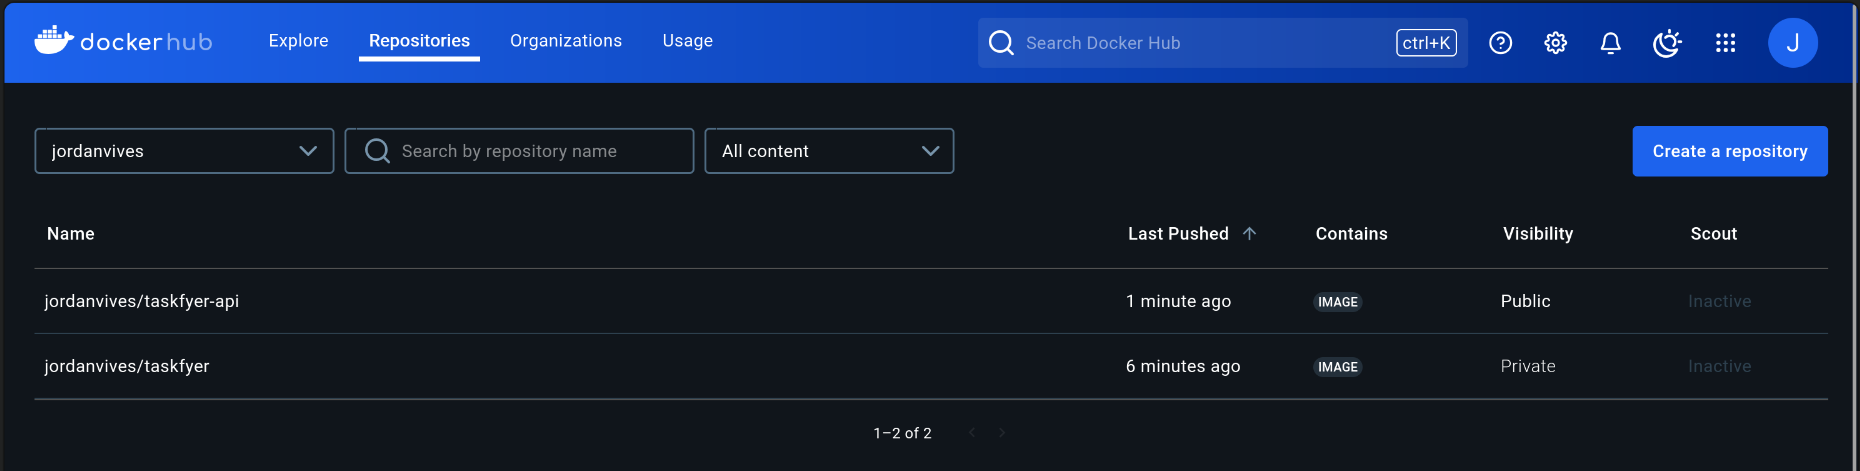 dockerhub Explore Repositories Organizations Usage Search Docker Hub ctrl+K J
jordanvives Search by repository name All content Create a repository
Name Last Pushed Contains Visibility Scout
jordanvives/taskfyer-api 1 minute ago IMAGE Public Inactive
jordanvives/taskfyer 6 minutes ago IMAGE Private Inactive
1–2 of 2